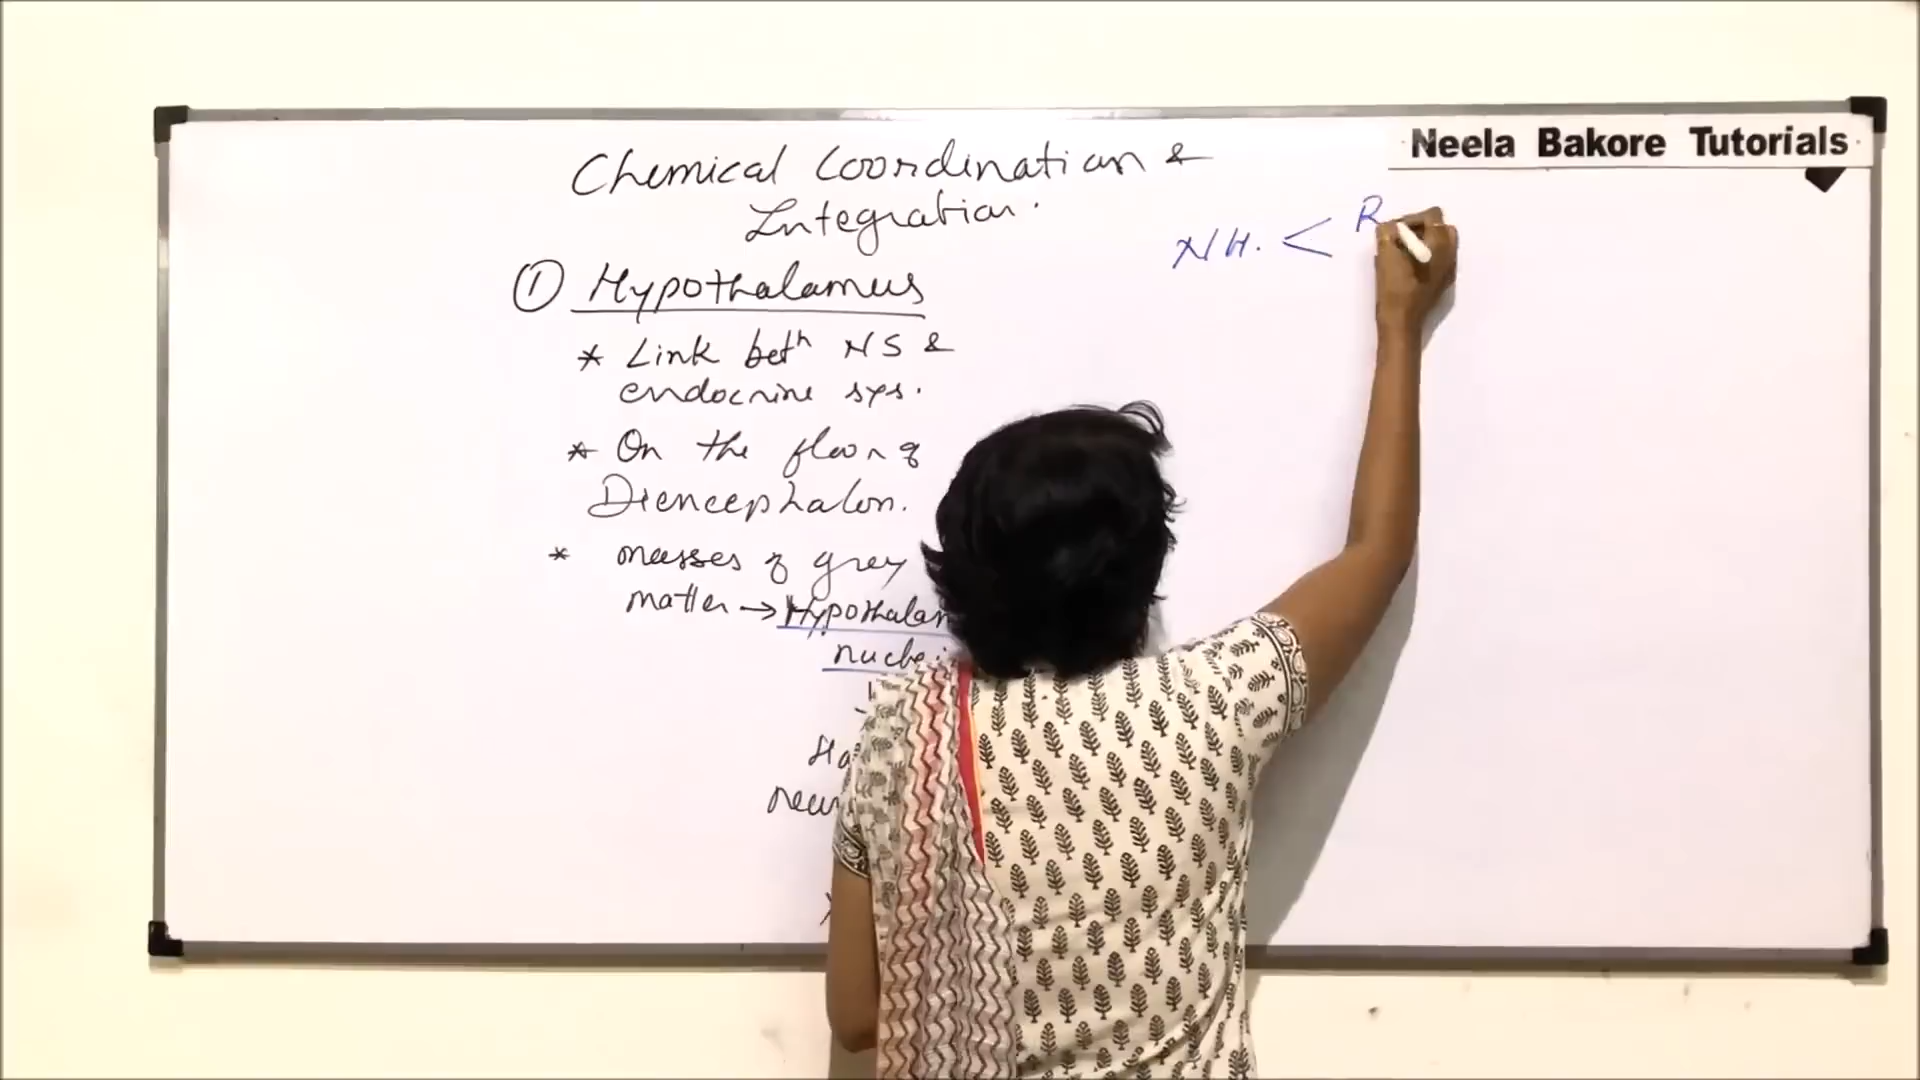 Neela Bakore Tutorials
Chemical Coordination &
Integration.
① Hypothalamus
* Link betn NS &
endocrine sys.
* On the floor of
Diencephalon.
* masses of grey
matter → Hypothalam
nuclei
neur
NH. < R